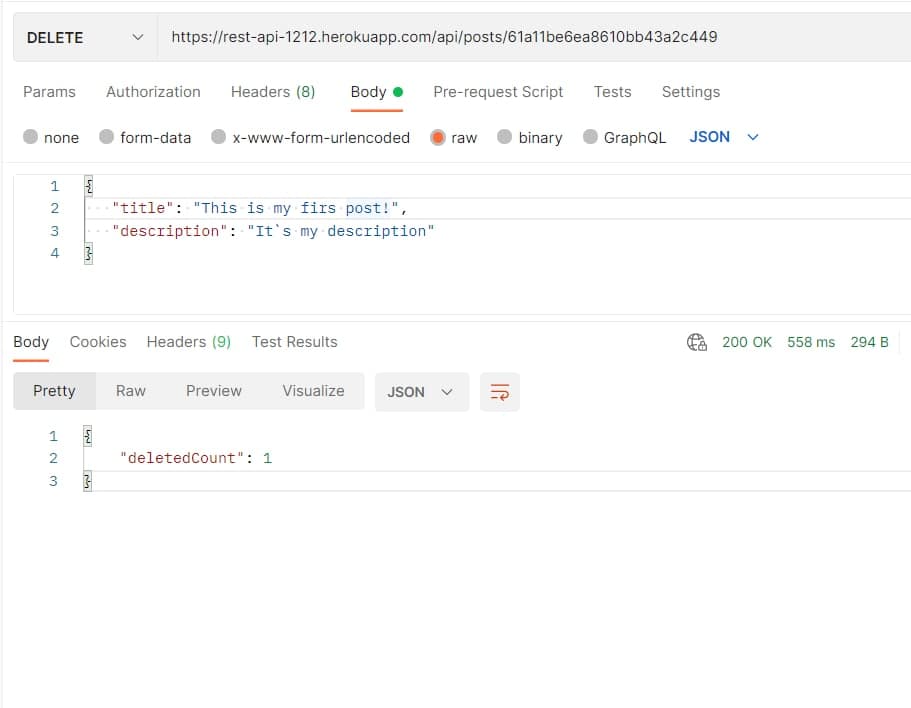 DELETE https://rest-api-1212.herokuapp.com/api/posts/61a11be6ea8610bb43a2c449
Params Authorization Headers (8) Body Pre-request Script Tests Settings
none form-data x-www-form-urlencoded raw binary GraphQL JSON
1 {
2 "title": "This is my firs post!",
3 "description": "It`s my description"
4 }
Body Cookies Headers (9) Test Results 200 OK 558 ms 294 B
Pretty Raw Preview Visualize JSON
1 {
2 "deletedCount": 1
3 }